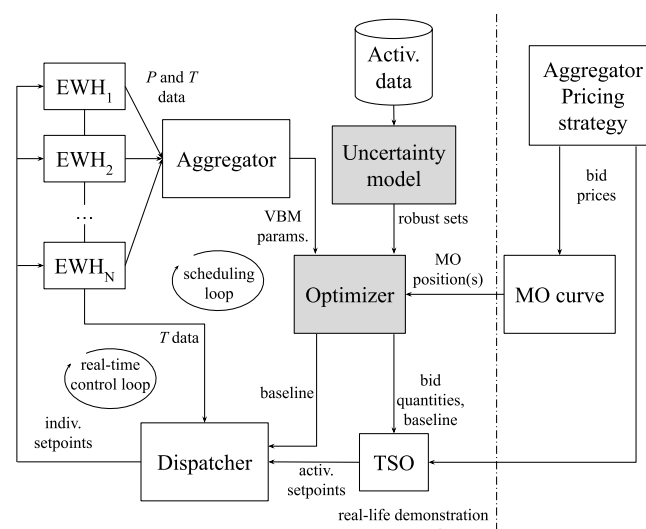 Activ.
data
Aggregator
Pricing
strategy
EWH1
P and T
data
EWH2
Aggregator
Uncertainty
model
bid
prices
...
VBM
params.
robust sets
EWHN
scheduling
loop
Optimizer
MO
position(s)
MO curve
T data
real-time
control loop
baseline
bid
quantities,
baseline
indiv.
setpoints
Dispatcher
activ.
setpoints
TSO
real-life demonstration